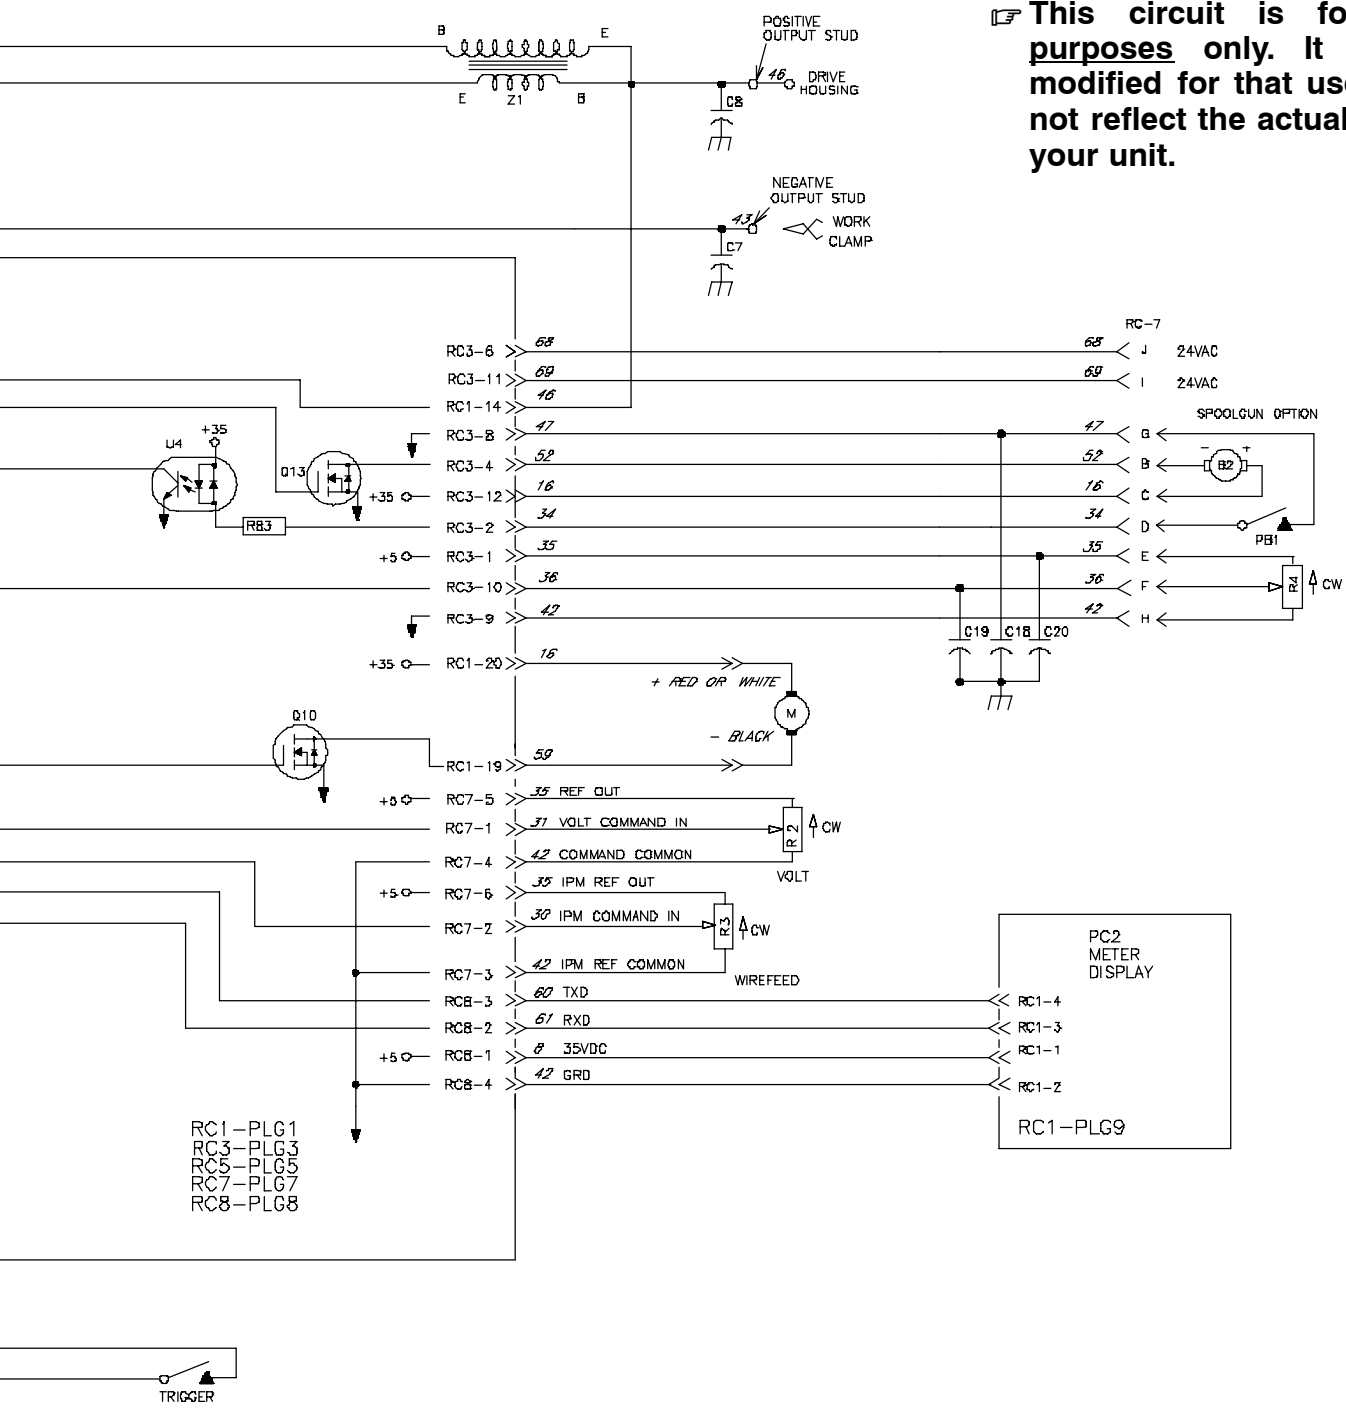 ☞ This circuit is fo
purposes only. It
modified for that use
not reflect the actual
your unit.
B
E
POSITIVE
OUTPUT STUD
46
DRIVE
HOUSING
E
Z1
B
C8
NEGATIVE
OUTPUT STUD
43
WORK
CLAMP
C7
RC-7
RC3-6 68 68 J 24VAC
RC3-11 69 69 I 24VAC
RC1-14 46
SPOOLGUN OPTION
RC3-8 47 47 G
U4
+35
Q13
RC3-4 52 52 B - B2 +
+35 RC3-12 16 16 C
R83 RC3-2 34 34 D
PB1
+5 RC3-1 35 35 E
RC3-10 36 36 F R4 CW
RC3-9 42 42 H
C19 C18 C20
+35 RC1-20 16
+ RED OR WHITE
M
- BLACK
Q10
RC1-19 59
+5 RC7-5 35 REF OUT
RC7-1 31 VOLT COMMAND IN R2 CW
RC7-4 42 COMMAND COMMON
VOLT
+5 RC7-6 35 IPM REF OUT
RC7-2 30 IPM COMMAND IN R3 CW
RC7-3 42 IPM REF COMMON
WIREFEED
PC2
METER
DISPLAY
RC8-3 60 TXD RC1-4
RC8-2 61 RXD RC1-3
+5 RC8-1 8 35VDC RC1-1
RC8-4 42 GRD RC1-2
RC1-PLG9
RC1-PLG1
RC3-PLG3
RC5-PLG5
RC7-PLG7
RC8-PLG8
TRIGGER